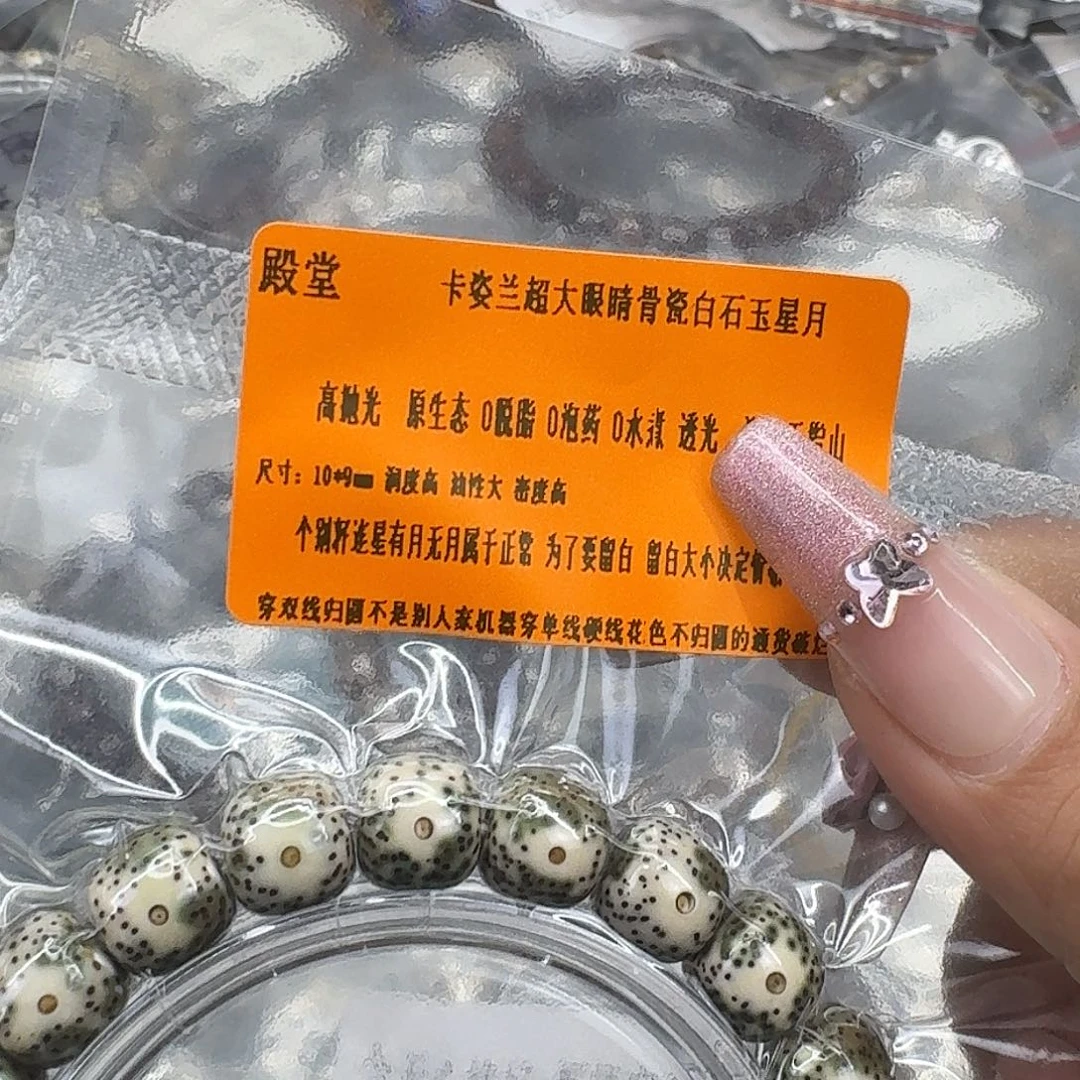 殿堂 卡姿兰超大眼睛骨瓷白石玉星月
高抛光 原生态 0脱脂 0泡药 0水煮 透光
尺寸：10*9mm 润度高 油性大 密度高
个别籽连星有月无月属于正常 为了要留白 留白大小决定价
穿双线归圆不是别人家机器穿单线硬线花色不归圆的通货破烂